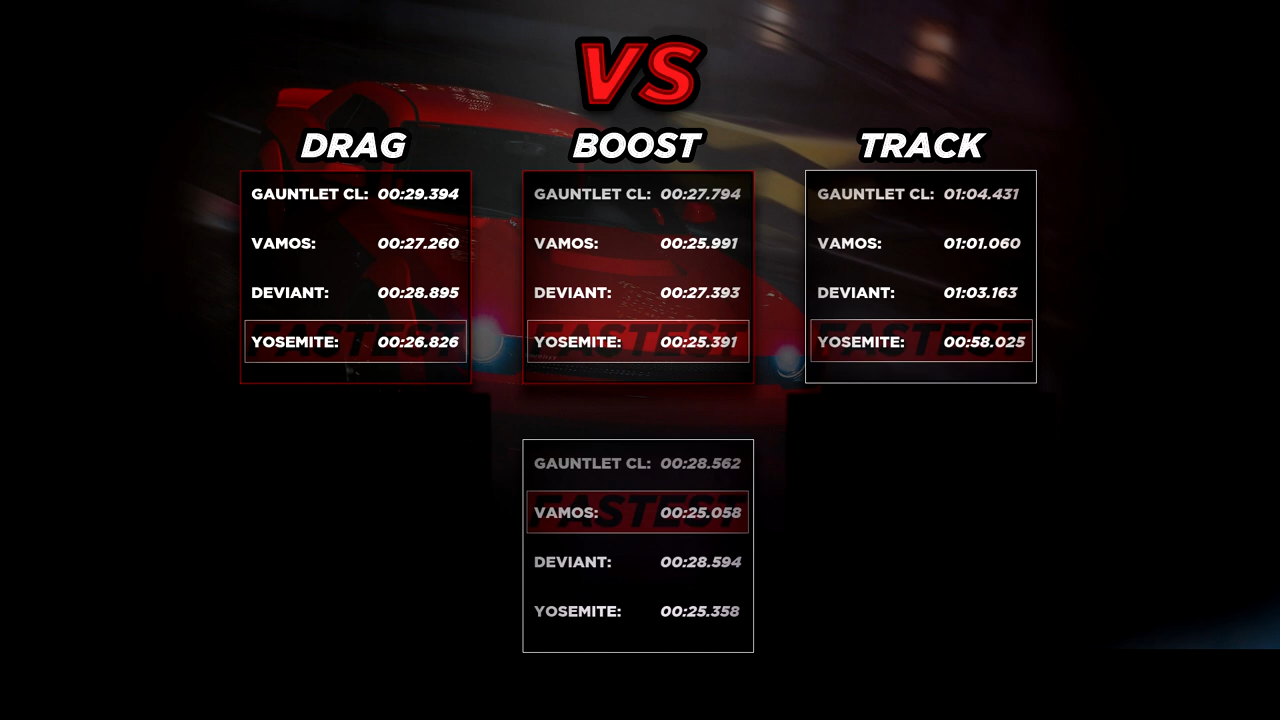 VS
DRAG
GAUNTLET CL: 00:29.394
VAMOS: 00:27.260
DEVIANT: 00:28.895
FASTEST
YOSEMITE: 00:26.826
BOOST
GAUNTLET CL: 00:27.794
VAMOS: 00:25.991
DEVIANT: 00:27.393
FASTEST
YOSEMITE: 00:25.391
TRACK
GAUNTLET CL: 01:04.431
VAMOS: 01:01.060
DEVIANT: 01:03.163
FASTEST
YOSEMITE: 00:58.025
GAUNTLET CL: 00:28.562
FASTEST
VAMOS: 00:25.058
DEVIANT: 00:28.594
YOSEMITE: 00:25.358